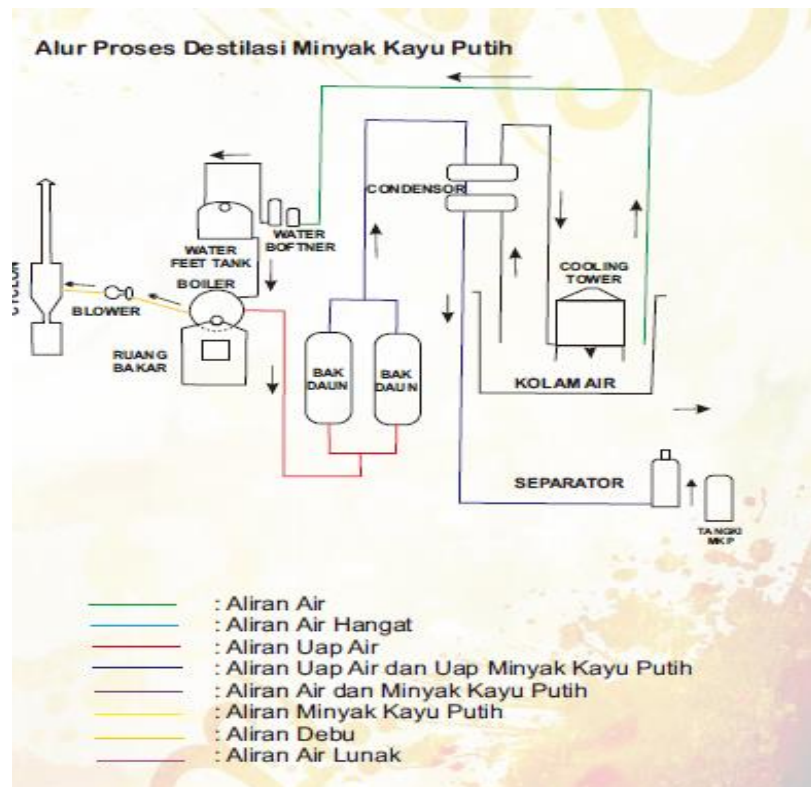 Alur Proses Destilasi Minyak Kayu Putih
CONDENSOR
WATER
BOFTNER
WATER
FEET TANK
COOLING
TOWER
BOILER
CYCLON
BLOWER
RUANG
BAKAR
BAK
DAUN
BAK
DAUN
KOLAM AIR
SEPARATOR
TANGKI
MKP
: Aliran Air
: Aliran Air Hangat
: Aliran Uap Air
: Aliran Uap Air dan Uap Minyak Kayu Putih
: Aliran Air dan Minyak Kayu Putih
: Aliran Minyak Kayu Putih
: Aliran Debu
: Aliran Air Lunak